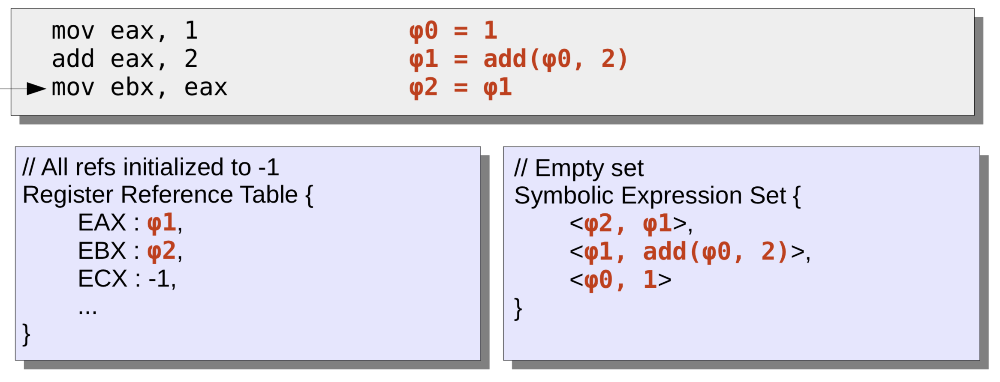 mov eax, 1 φ0 = 1
add eax, 2 φ1 = add(φ0, 2)
mov ebx, eax φ2 = φ1
// All refs initialized to -1
Register Reference Table {
EAX : φ1,
EBX : φ2,
ECX : -1,
...
}
// Empty set
Symbolic Expression Set {
<φ2, φ1>,
<φ1, add(φ0, 2)>,
<φ0, 1>
}